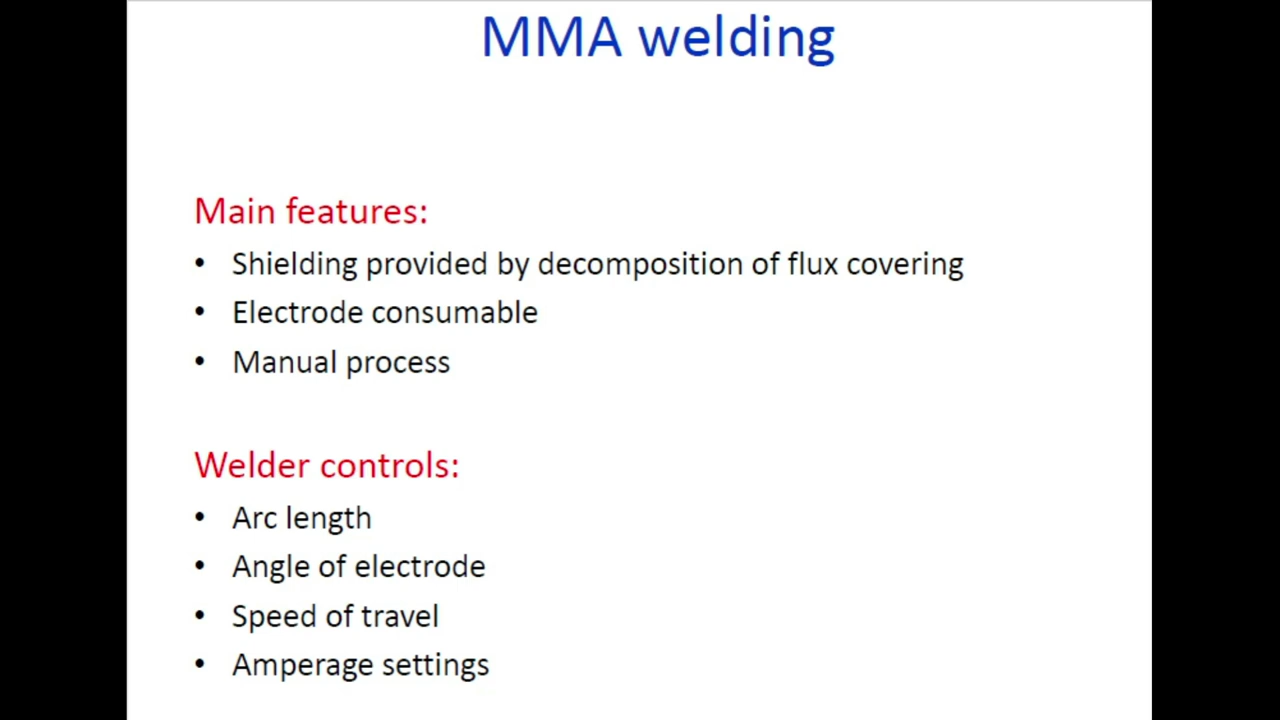 MMA welding
Main features:
• Shielding provided by decomposition of flux covering
• Electrode consumable
• Manual process
Welder controls:
• Arc length
• Angle of electrode
• Speed of travel
• Amperage settings